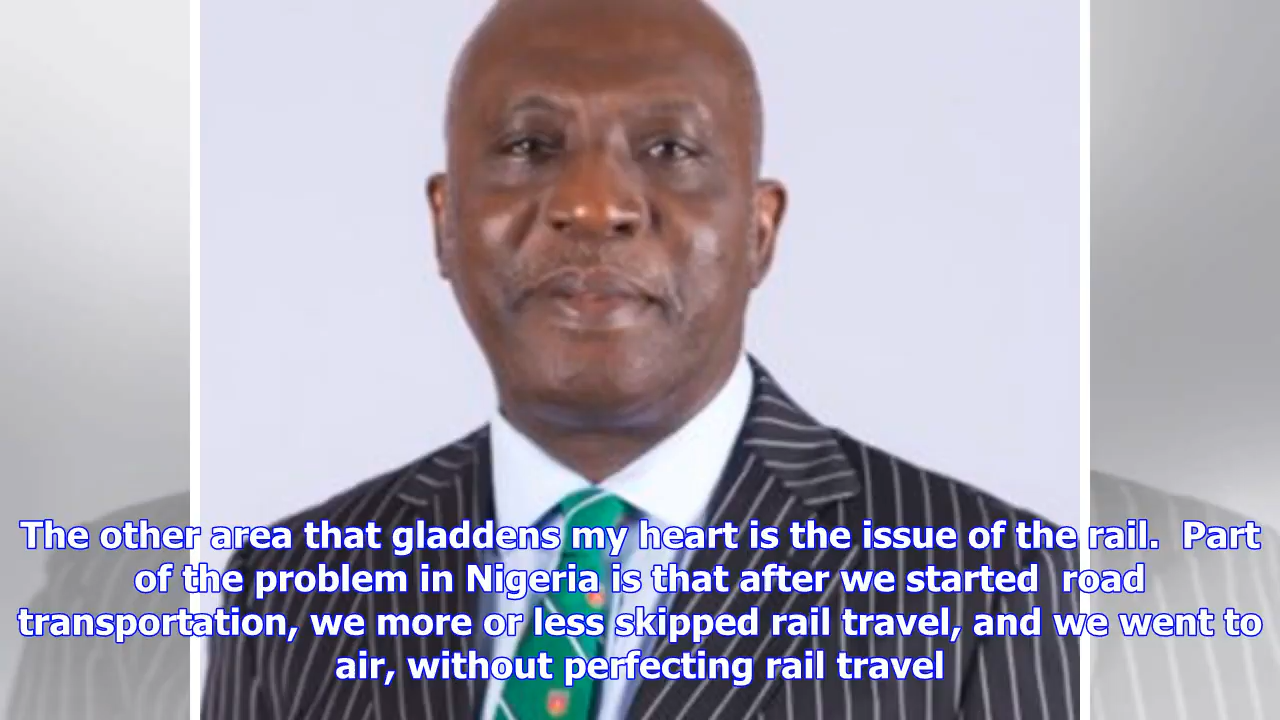 The other area that gladdens my heart is the issue of the rail.  Part
of the problem in Nigeria is that after we started  road
transportation, we more or less skipped rail travel, and we went to
air, without perfecting rail travel